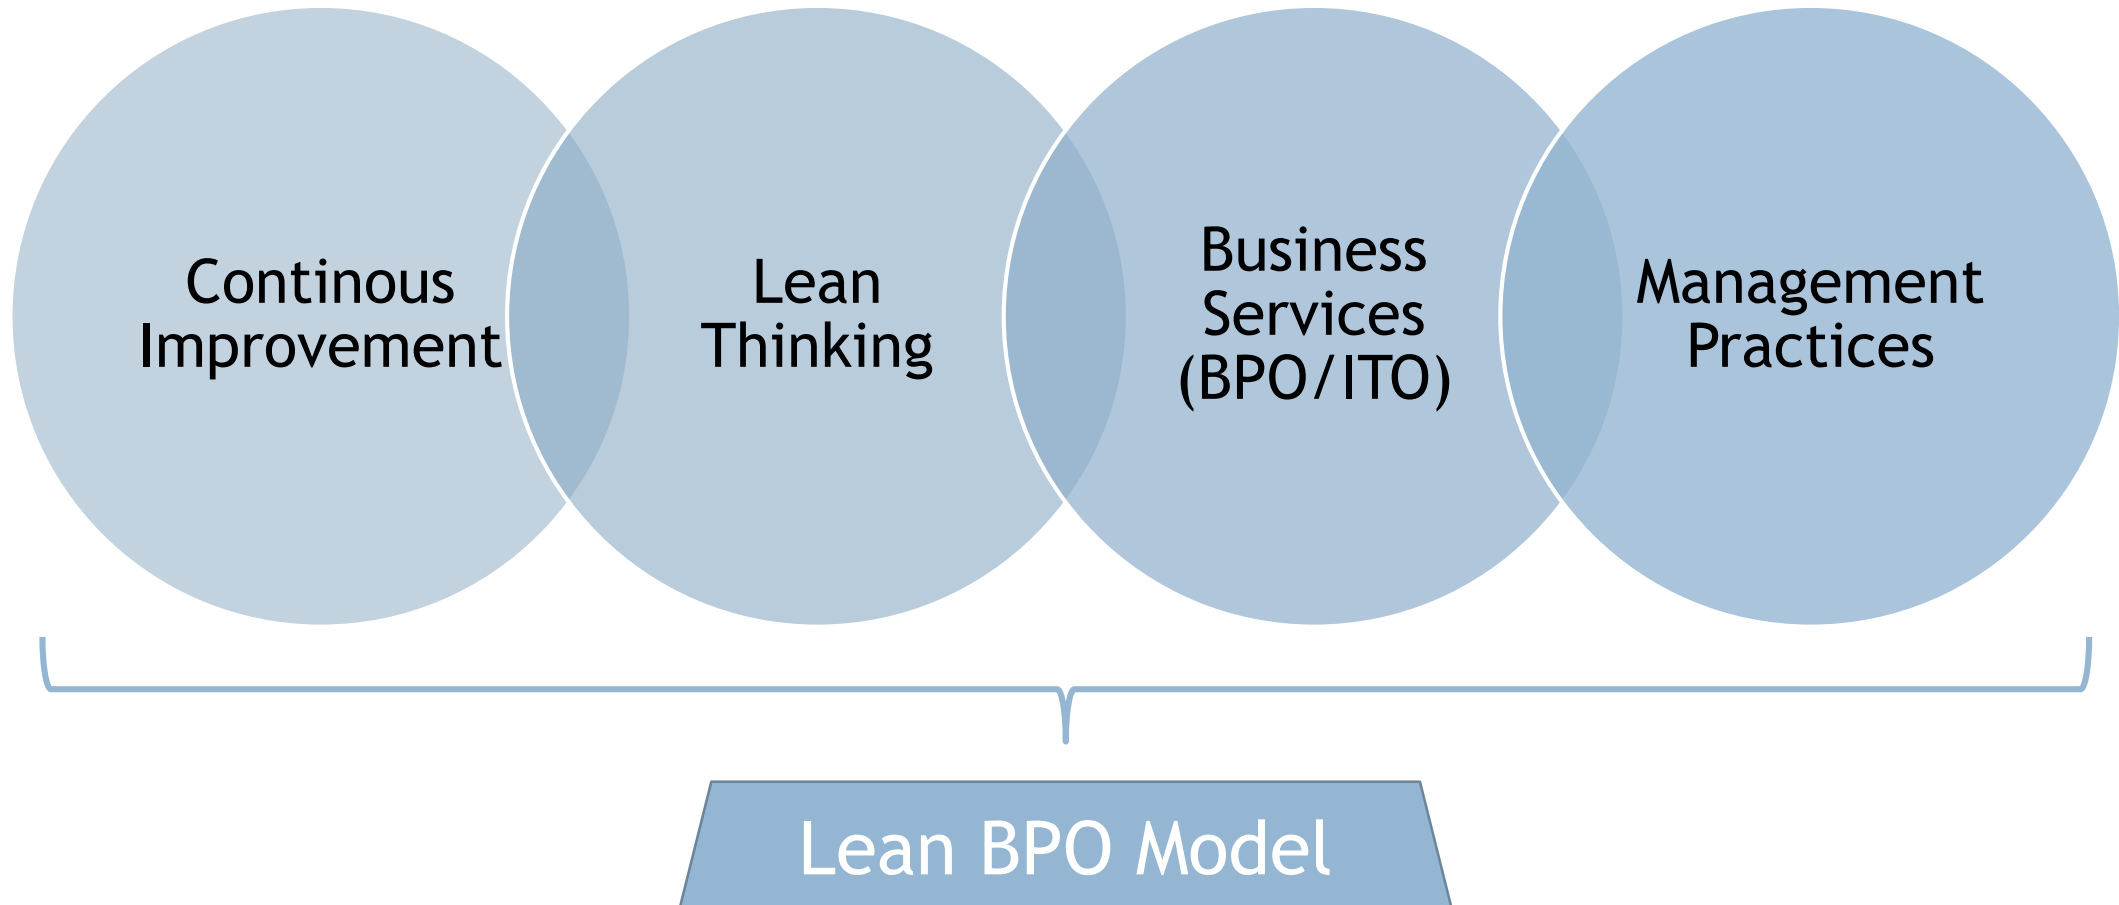 Continous
Improvement
Lean
Thinking
Business
Services
(BPO/ITO)
Management
Practices
Lean BPO Model